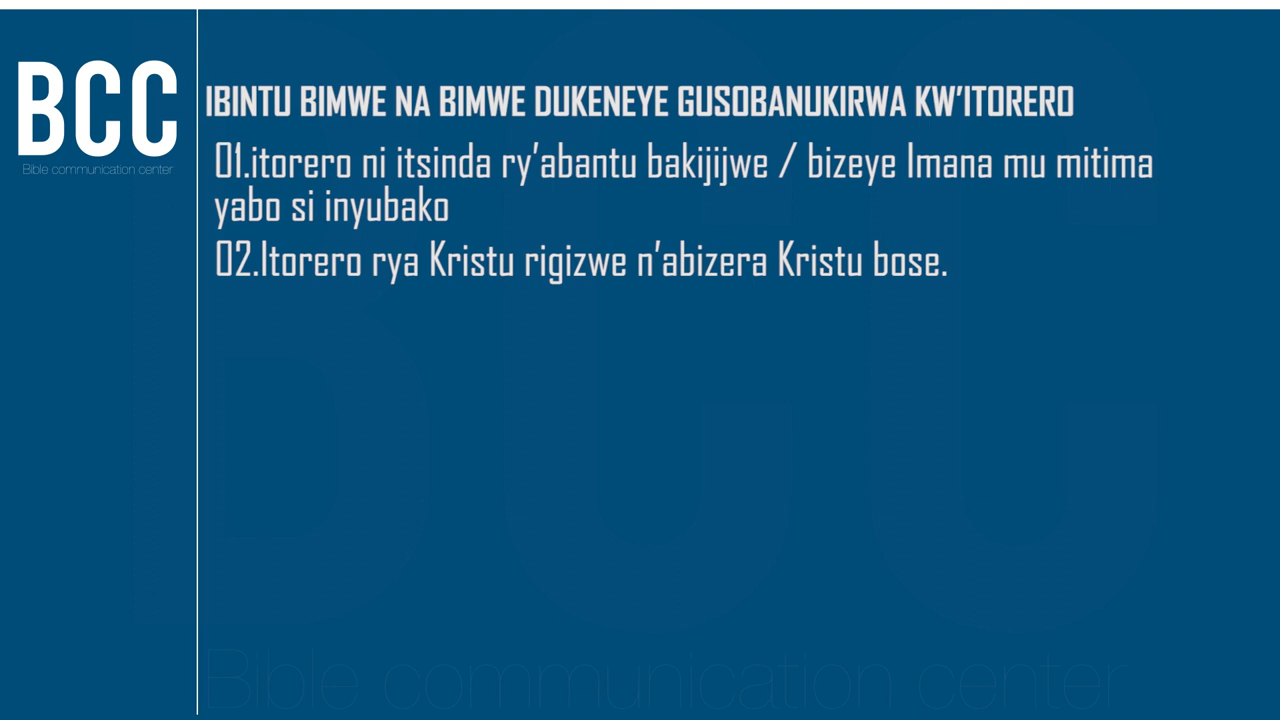 BCC
Bible communication center
IBINTU BIMWE NA BIMWE DUKENEYE GUSOBANUKIRWA KW'ITORERO
01.itorero ni itsinda ry'abantu bakijijwe / bizeye Imana mu mitima
yabo si inyubako
02.Itorero rya Kristu rigizwe n'abizera Kristu bose.
BCC
Bible communication center